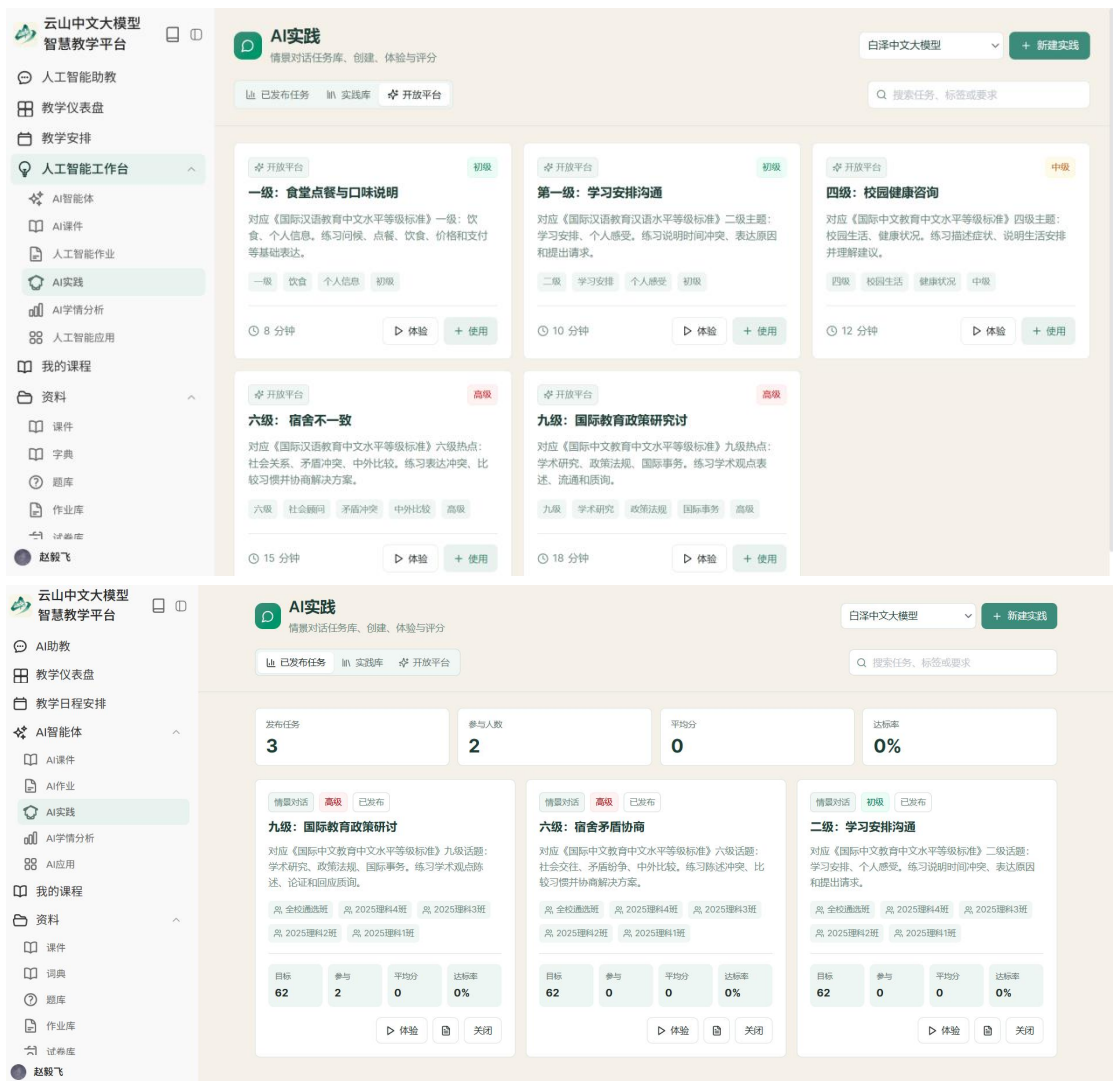 云山中文大模型
智慧教学平台
人工智能助教
教学仪表盘
教学安排
人工智能工作台
AI智能体
AI课件
人工智能作业
AI实践
AI学情分析
人工智能应用
我的课程
资料
课件
字典
题库
作业库
试卷库
赵毅飞
AI实践
情景对话任务库、创建、体验与评分
白泽中文大模型
+ 新建实践
已发布任务 实践库 开放平台
搜索任务、标签或要求
开放平台 初级
一级：食堂点餐与口味说明
对应《国际汉语教育中文水平等级标准》一级：饮
食、个人信息。练习问候、点餐、饮食、价格和支付
等基础表达。
一级 饮食 个人信息 初级
8 分钟 体验 + 使用
开放平台 初级
第一级：学习安排沟通
对应《国际汉语教育汉语水平等级标准》二级主题：
学习安排、个人感受。练习说明时间冲突、表达原因
和提出请求。
二级 学习安排 个人感受 初级
10 分钟 体验 + 使用
开放平台 中级
四级：校园健康咨询
对应《国际中文教育中文水平等级标准》四级主题：
校园生活、健康状况。练习描述症状、说明生活安排
并理解建议。
四级 校园生活 健康状况 中级
12 分钟 体验 + 使用
开放平台 高级
六级： 宿舍不一致
对应《国际汉语教育中文水平等级标准》六级热点：
社会关系、矛盾冲突、中外比较。练习表达冲突、比
较习惯并协商解决方案。
六级 社会顾问 矛盾冲突 中外比较 高级
15 分钟 体验 + 使用
开放平台 高级
九级：国际教育政策研究讨
对应《国际中文教育中文水平等级标准》九级热点：
学术研究、政策法规、国际事务。练习学术观点表
述、流通和质询。
九级 学术研究 政策法规 国际事务 高级
18 分钟 体验 + 使用
云山中文大模型
智慧教学平台
AI助教
教学仪表盘
教学日程安排
AI智能体
AI课件
AI作业
AI实践
AI学情分析
AI应用
我的课程
资料
课件
词典
题库
作业库
试卷库
赵毅飞
AI实践
情景对话任务库、创建、体验与评分
白泽中文大模型
+ 新建实践
已发布任务 实践库 开放平台
搜索任务、标签或要求
发布任务
3
参与人数
2
平均分
0
达标率
0%
情景对话 高级 已发布
九级：国际教育政策研讨
对应《国际中文教育中文水平等级标准》九级话题：
学术研究、政策法规、国际事务。练习学术观点陈
述、论证和回应质询。
全校通选班 2025理科4班 2025理科3班
2025理科2班 2025理科1班
目标 参与 平均分 达标率
62 2 0 0%
体验 关闭
情景对话 高级 已发布
六级：宿舍矛盾协商
对应《国际中文教育中文水平等级标准》六级话题：
社会交往、矛盾纷争、中外比较。练习陈述冲突、比
较习惯并协商解决方案。
全校通选班 2025理科4班 2025理科3班
2025理科2班 2025理科1班
目标 参与 平均分 达标率
62 0 0 0%
体验 关闭
情景对话 初级 已发布
二级：学习安排沟通
对应《国际中文教育中文水平等级标准》二级话题：
学习安排、个人感受。练习说明时间冲突、表达原因
和提出请求。
全校通选班 2025理科4班 2025理科3班
2025理科2班 2025理科1班
目标 参与 平均分 达标率
62 0 0 0%
体验 关闭